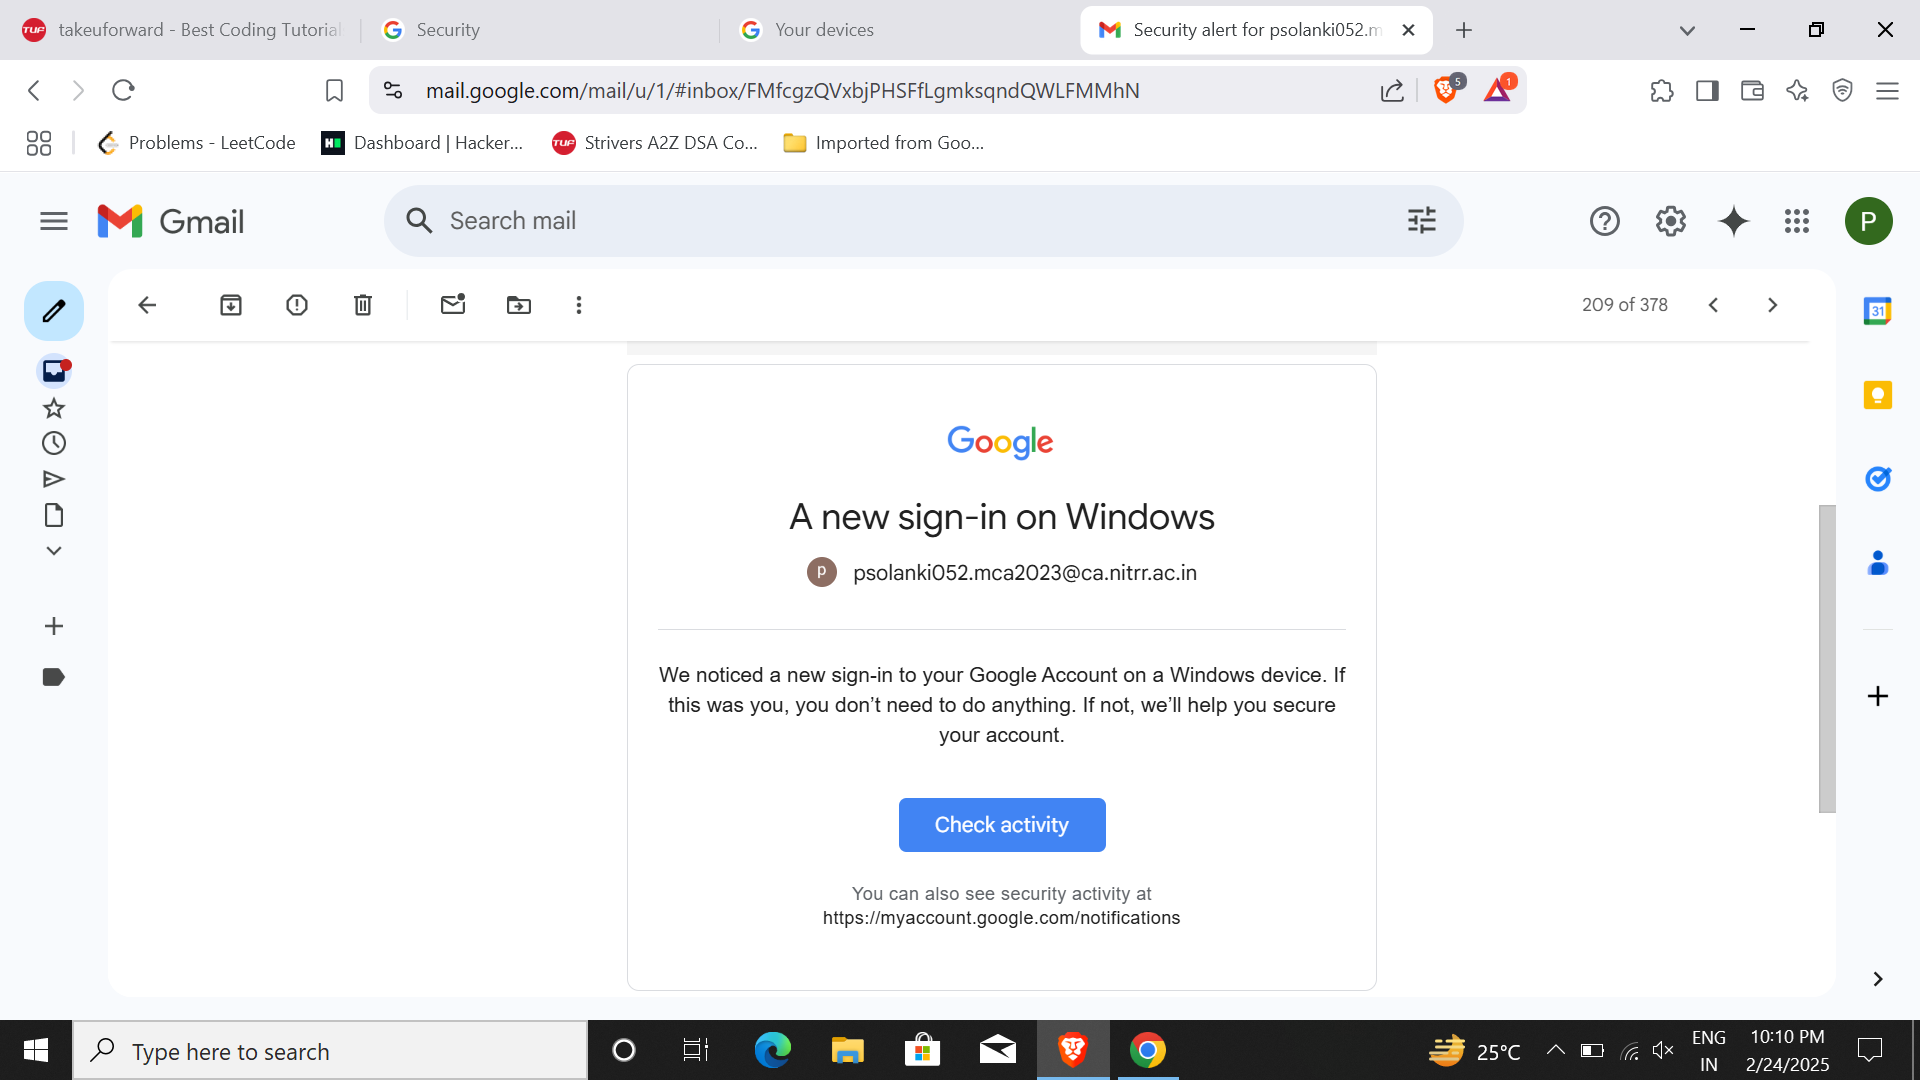 takeuforward - Best Coding Tutorial
Security
Your devices
Security alert for psolanki052.m
mail.google.com/mail/u/1/#inbox/FMfcgzQVxbjPHSFfLgmksqndQWLFMMhN
5
1
Problems - LeetCode
Dashboard | Hacker...
TUF
Strivers A2Z DSA Co...
Imported from Goo...
Gmail
Search mail
P
209 of 378
31
Google
A new sign-in on Windows
p
psolanki052.mca2023@ca.nitrr.ac.in
We noticed a new sign-in to your Google Account on a Windows device. If
this was you, you don’t need to do anything. If not, we’ll help you secure
your account.
Check activity
You can also see security activity at
https://myaccount.google.com/notifications
Type here to search
25°C
ENG
IN
10:10 PM
2/24/2025